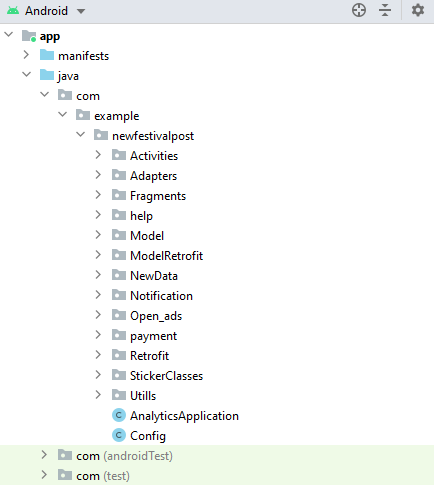 Android
app
manifests
java
com
example
newfestivalpost
Activities
Adapters
Fragments
help
Model
ModelRetrofit
NewData
Notification
Open_ads
payment
Retrofit
StickerClasses
Utills
C AnalyticsApplication
C Config
com (androidTest)
com (test)